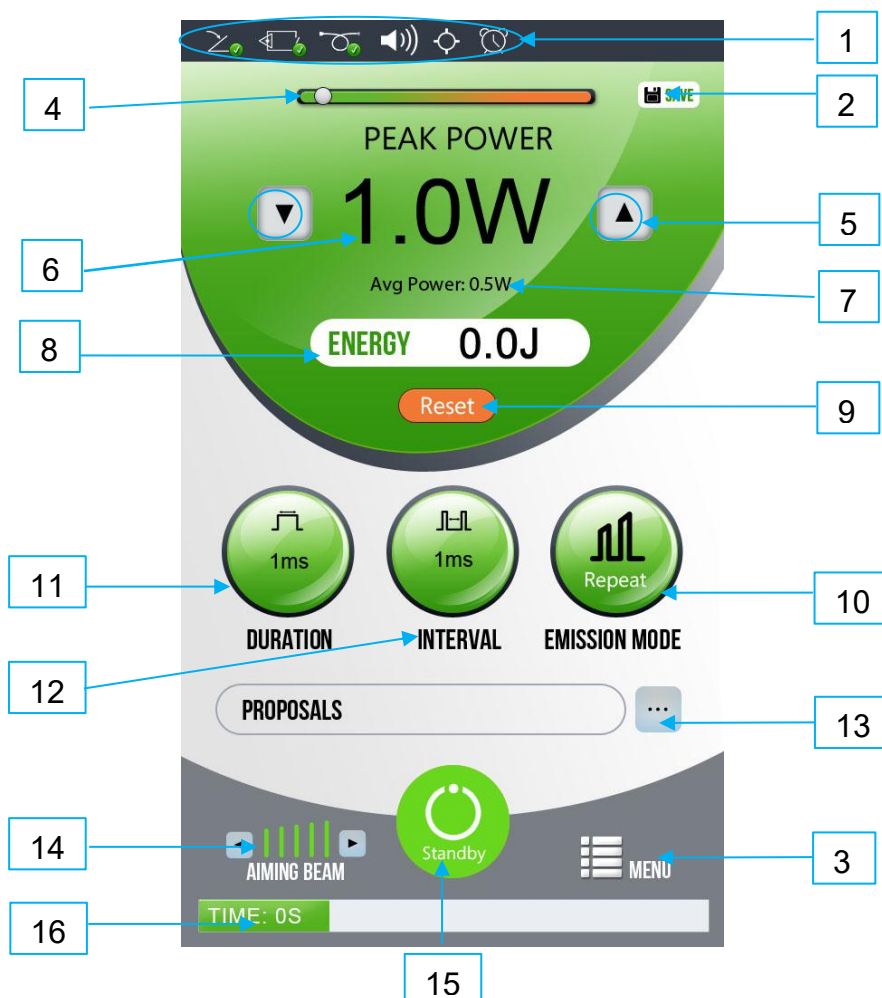 1
SAVE
2
4
PEAK POWER
1.0W
5
6
Avg Power: 0.5W
7
8
ENERGY 0.0J
Reset
9
1ms
1ms
Repeat
11
10
DURATION
INTERVAL
EMISSION MODE
12
PROPOSALS
...
13
14
Standby
AIMING BEAM
MENU
3
TIME: 0S
16
15